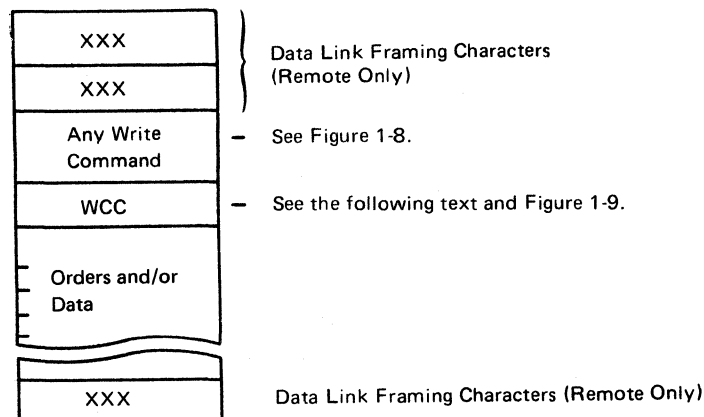 XXX
Data Link Framing Characters
(Remote Only)
XXX
Any Write
Command
– See Figure 1-8.
WCC
– See the following text and Figure 1-9.
Orders and/or
Data
XXX
Data Link Framing Characters (Remote Only)